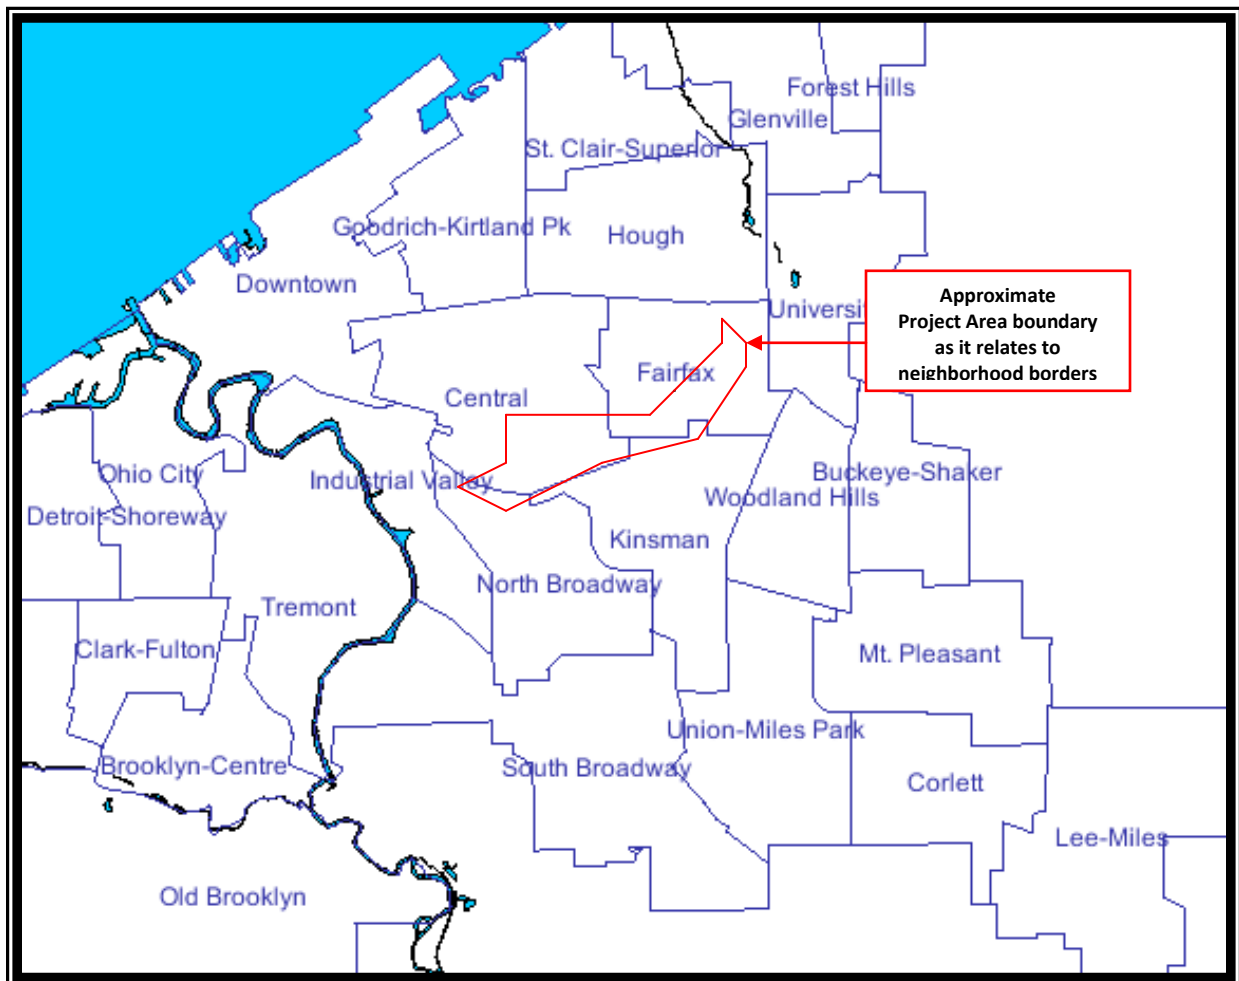 Forest Hills
Glenville
St. Clair-Superior
Goodrich-Kirtland Pk
Hough
Downtown
Universi
Approximate
Project Area boundary
as it relates to
neighborhood borders
Fairfax
Central
Ohio City
Industrial Valley
Buckeye-Shaker
Woodland Hills
Detroit-Shoreway
Kinsman
North Broadway
Tremont
Clark-Fulton
Mt. Pleasant
Union-Miles Park
Brooklyn-Centre
South Broadway
Corlett
Lee-Miles
Old Brooklyn